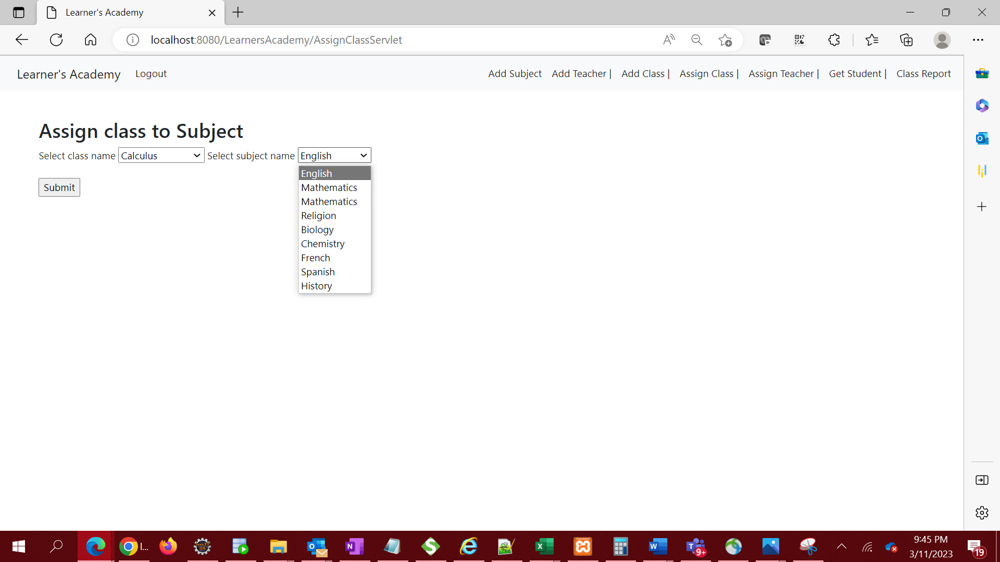 Learner's Academy
localhost:8080/LearnersAcademy/AssignClassServlet
Learner's Academy Logout Add Subject Add Teacher | Add Class | Assign Class | Assign Teacher | Get Student | Class Report
Assign class to Subject
Select class name Calculus Select subject name English
English
Mathematics
Mathematics
Religion
Biology
Chemistry
French
Spanish
History
Submit
I...
9+
9:45 PM
3/11/2023
19